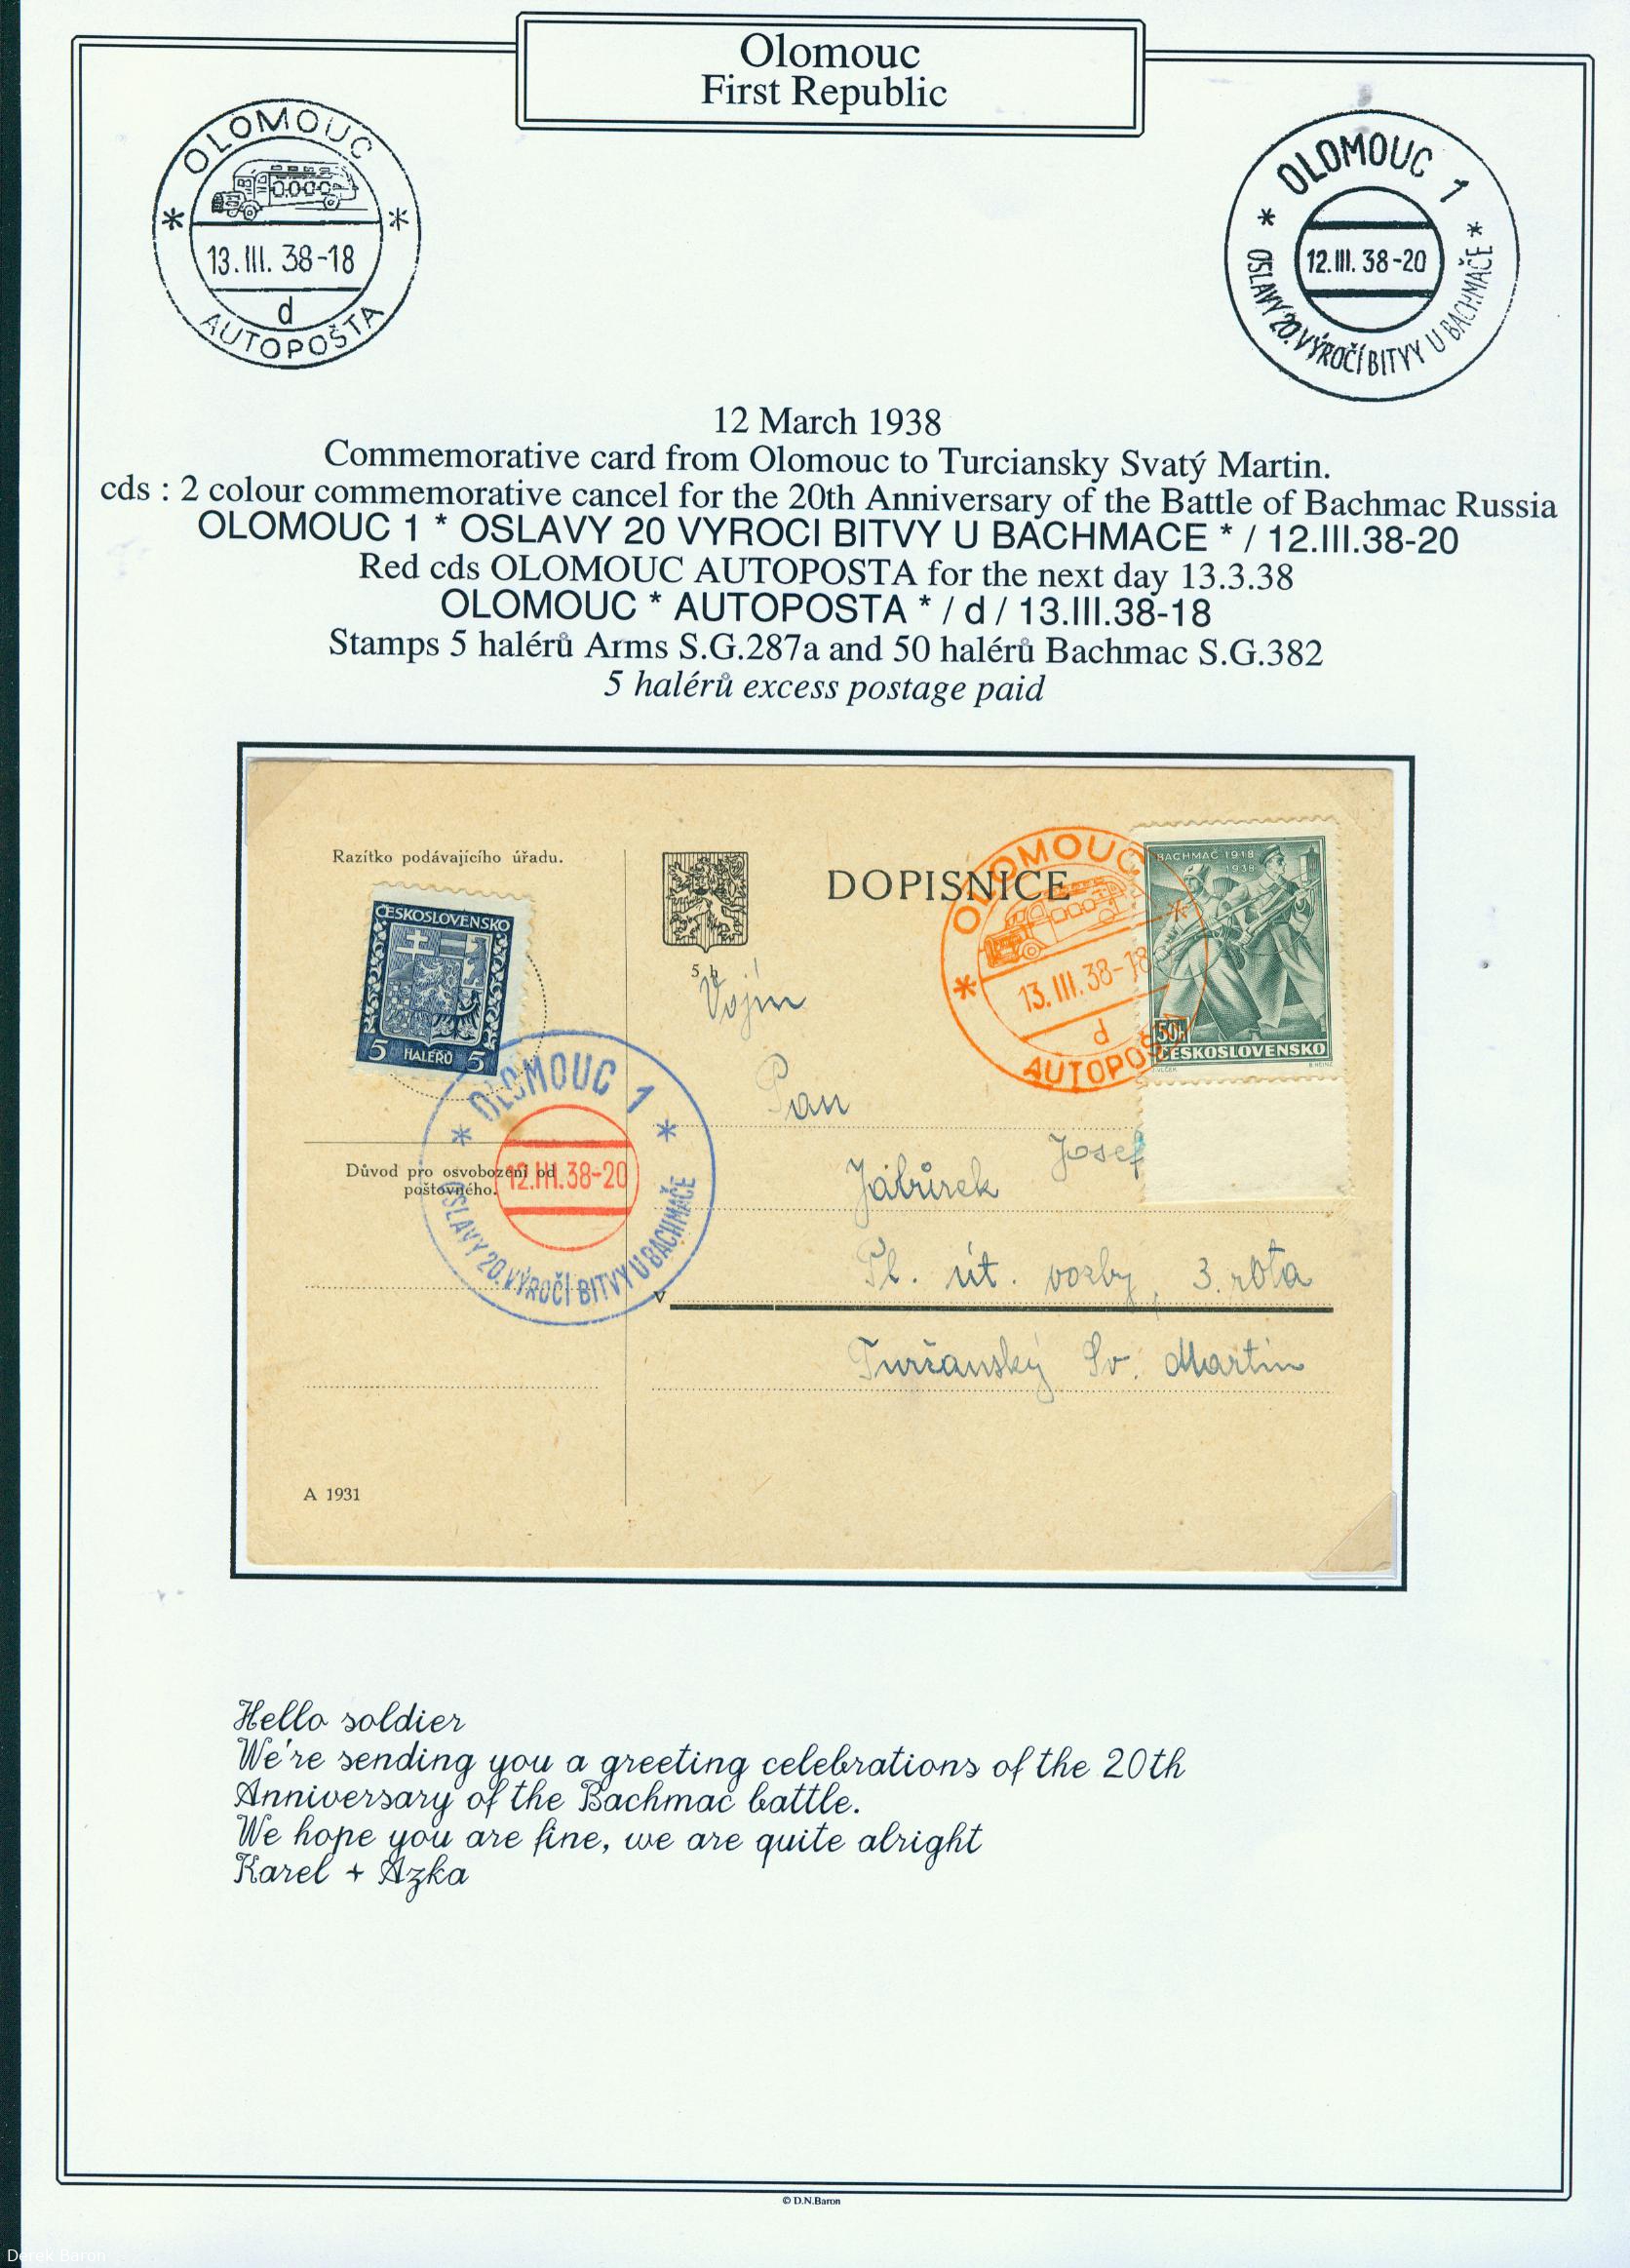 Olomouc
First Republic
OLOMOUC
13.III.38-18
d
* AUTOPOŠTA *
OLOMOUC 1
12.III.38-20
* OSLAVY 20. VÝROČÍ BITVY U BACHMAČE *
12 March 1938
Commemorative card from Olomouc to Turciansky Svatý Martin.
cds : 2 colour commemorative cancel for the 20th Anniversary of the Battle of Bachmac Russia
OLOMOUC 1 * OSLAVY 20 VYROCI BITVY U BACHMACE * / 12.III.38-20
Red cds OLOMOUC AUTOPOSTA for the next day 13.3.38
OLOMOUC * AUTOPOSTA * / d / 13.III.38-18
Stamps 5 halérů Arms S.G.287a and 50 halérů Bachmac S.G.382
5 halérů excess postage paid
Razítko podávajícího úřadu.
ČESKOSLOVENSKO
5 HALÉŘŮ 5
5 h
DOPISNICE
OLOMOUC
13.III.38-18
d
* AUTOPOŠTA *
BACHMAČ 1918
1938
50h
ČESKOSLOVENSKO
Vojín
Pan
Josef
Jabůrek
Pl. út. vozby, 3. rota
Turčanský Sv. Martin
OLOMOUC 1
12.III.38-20
* OSLAVY 20. VÝROČÍ BITVY U BACHMAČE *
Důvod pro osvobození od
poštovného.
A 1931
Hello soldier
We're sending you a greeting celebrations of the 20th
Anniversary of the Bachmac battle.
We hope you are fine, we are quite alright
Karel + Azka
© D.N.Baron
Derek Baron